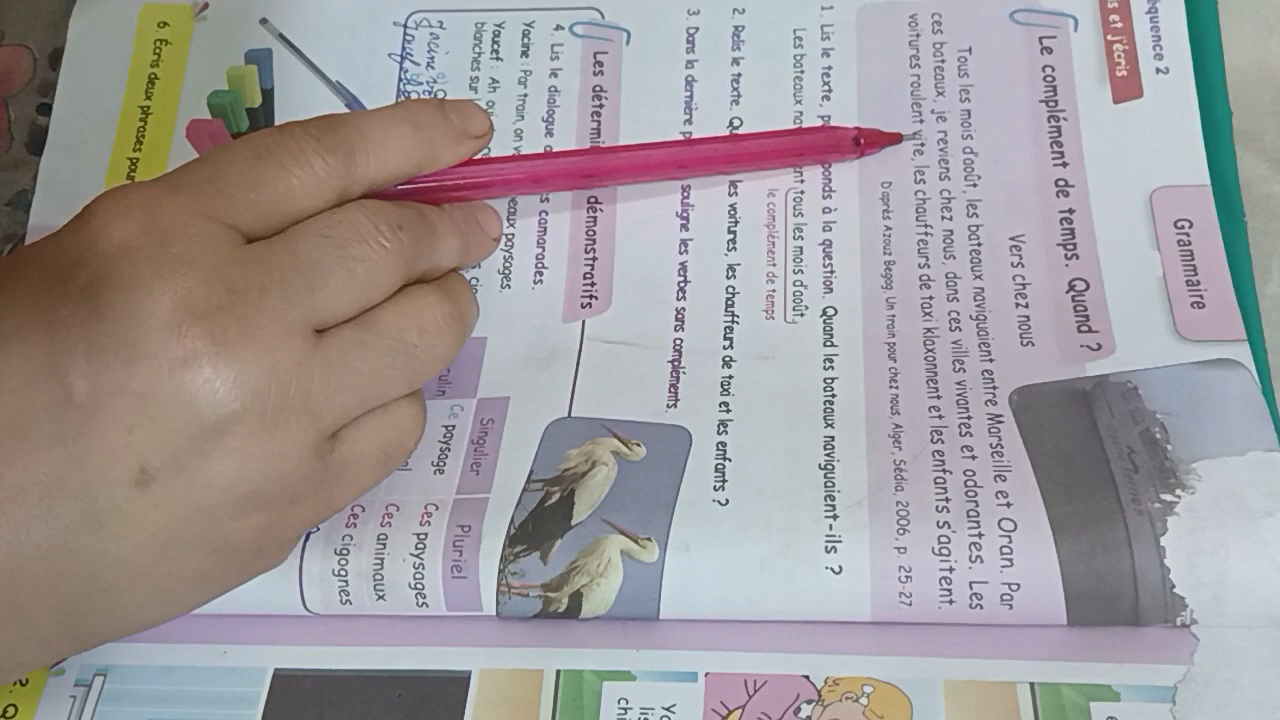 équence 2
s et j'écris
Grammaire
Le complément de temps. Quand ?
Vers chez nous
Tous les mois d'août, les bateaux naviguaient entre Marseille et Oran. Par
ces bateaux, je reviens chez nous, dans ces villes vivantes et odorantes. Les
voitures roulent vite, les chauffeurs de taxi klaxonnent et les enfants s'agitent.
D'après Azouz Begag, Un train pour chez nous, Alger, Sédia, 2006, p. 25-27
1. Lis le texte, p ponds à la question. Quand les bateaux naviguaient-ils ?
Les bateaux na nt tous les mois d'août,
le complément de temps
2. Relis le texte. Qu les voitures, les chauffeurs de taxi et les enfants ?
3. Dans la dernière p souligne les verbes sans compléments.
Les détermi démonstratifs
4. Lis le dialogue d s camarades.
Yacine : Par train, on v eaux paysages.
Youcef : Ah oui
blanches sur
Singulier Pluriel
culin Ce paysage Ces paysages
Ces animaux
Ces cigognes
6. Écris deux phrases pour